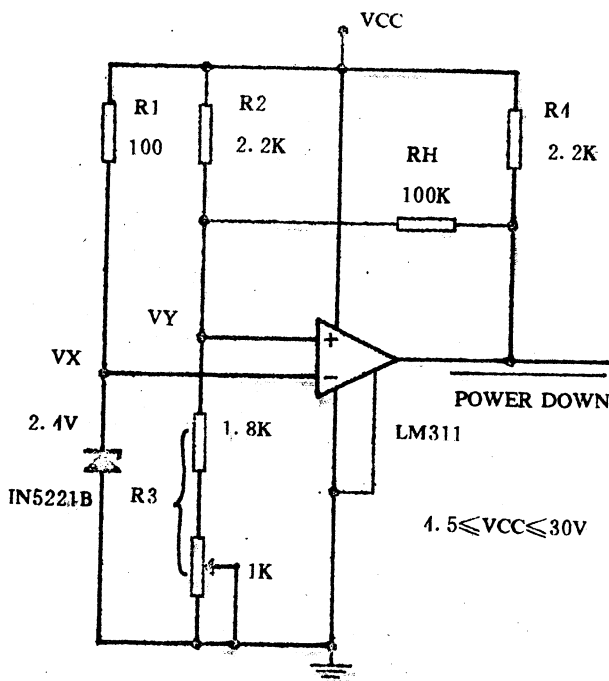 VCC
R1
100
R2
2.2K
R4
2.2K
RH
100K
VY
VX
+
−
2.4V
1.8K
LM311
POWER DOWN
IN5221B
R3
1K
4.5≤VCC≤30V